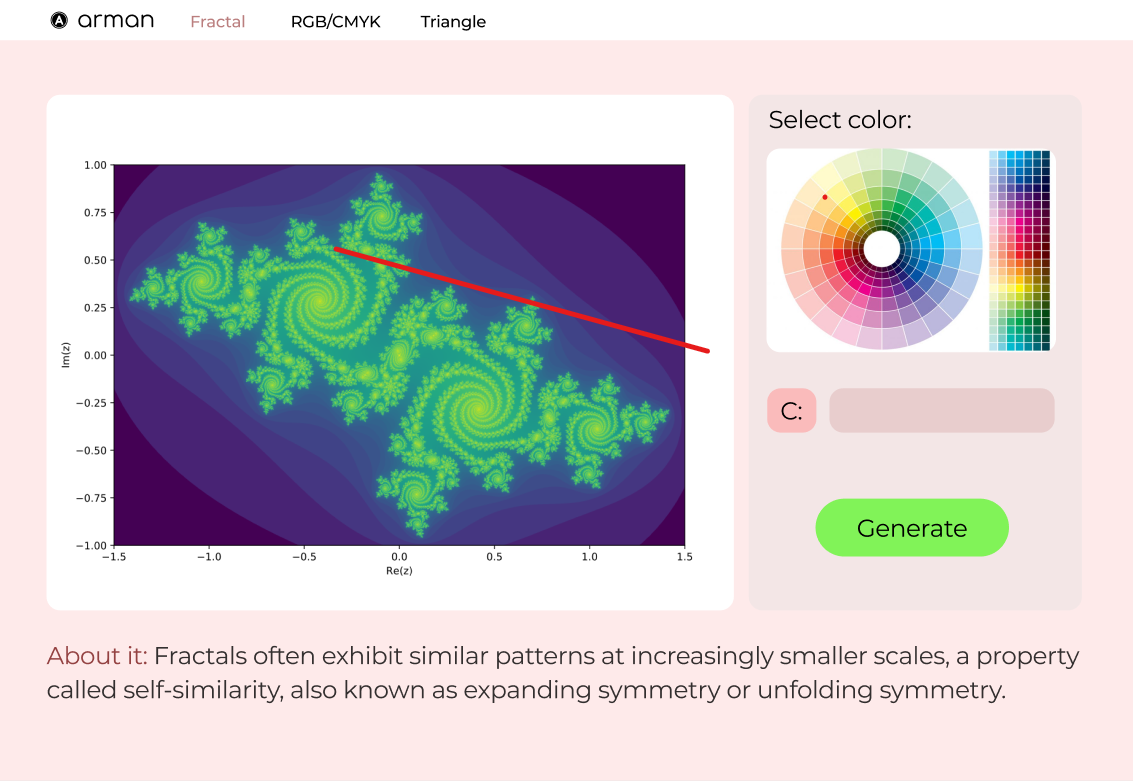 A arman Fractal RGB/CMYK Triangle
Select color:
1.00
0.75
0.50
0.25
0.00
−0.25
−0.50
−0.75
−1.00
Im(z)
−1.5 −1.0 −0.5 0.0 0.5 1.0 1.5
Re(z)
C:
Generate
About it: Fractals often exhibit similar patterns at increasingly smaller scales, a property
called self-similarity, also known as expanding symmetry or unfolding symmetry.